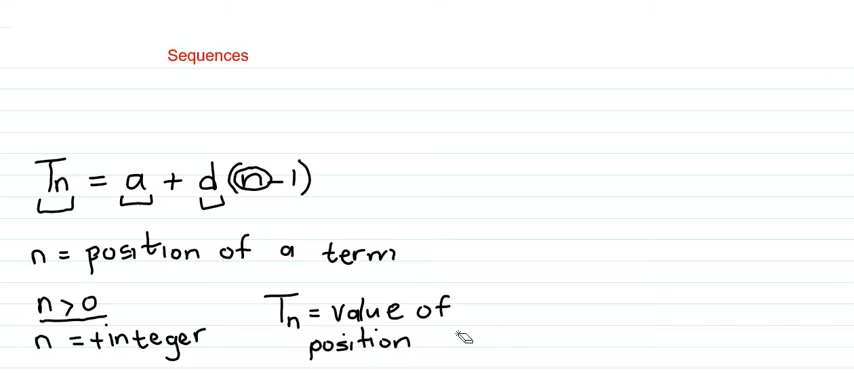 Sequences
Tn = a + d(n-1)
n = position of a term
n > 0
n = +integer
Tn = value of
position